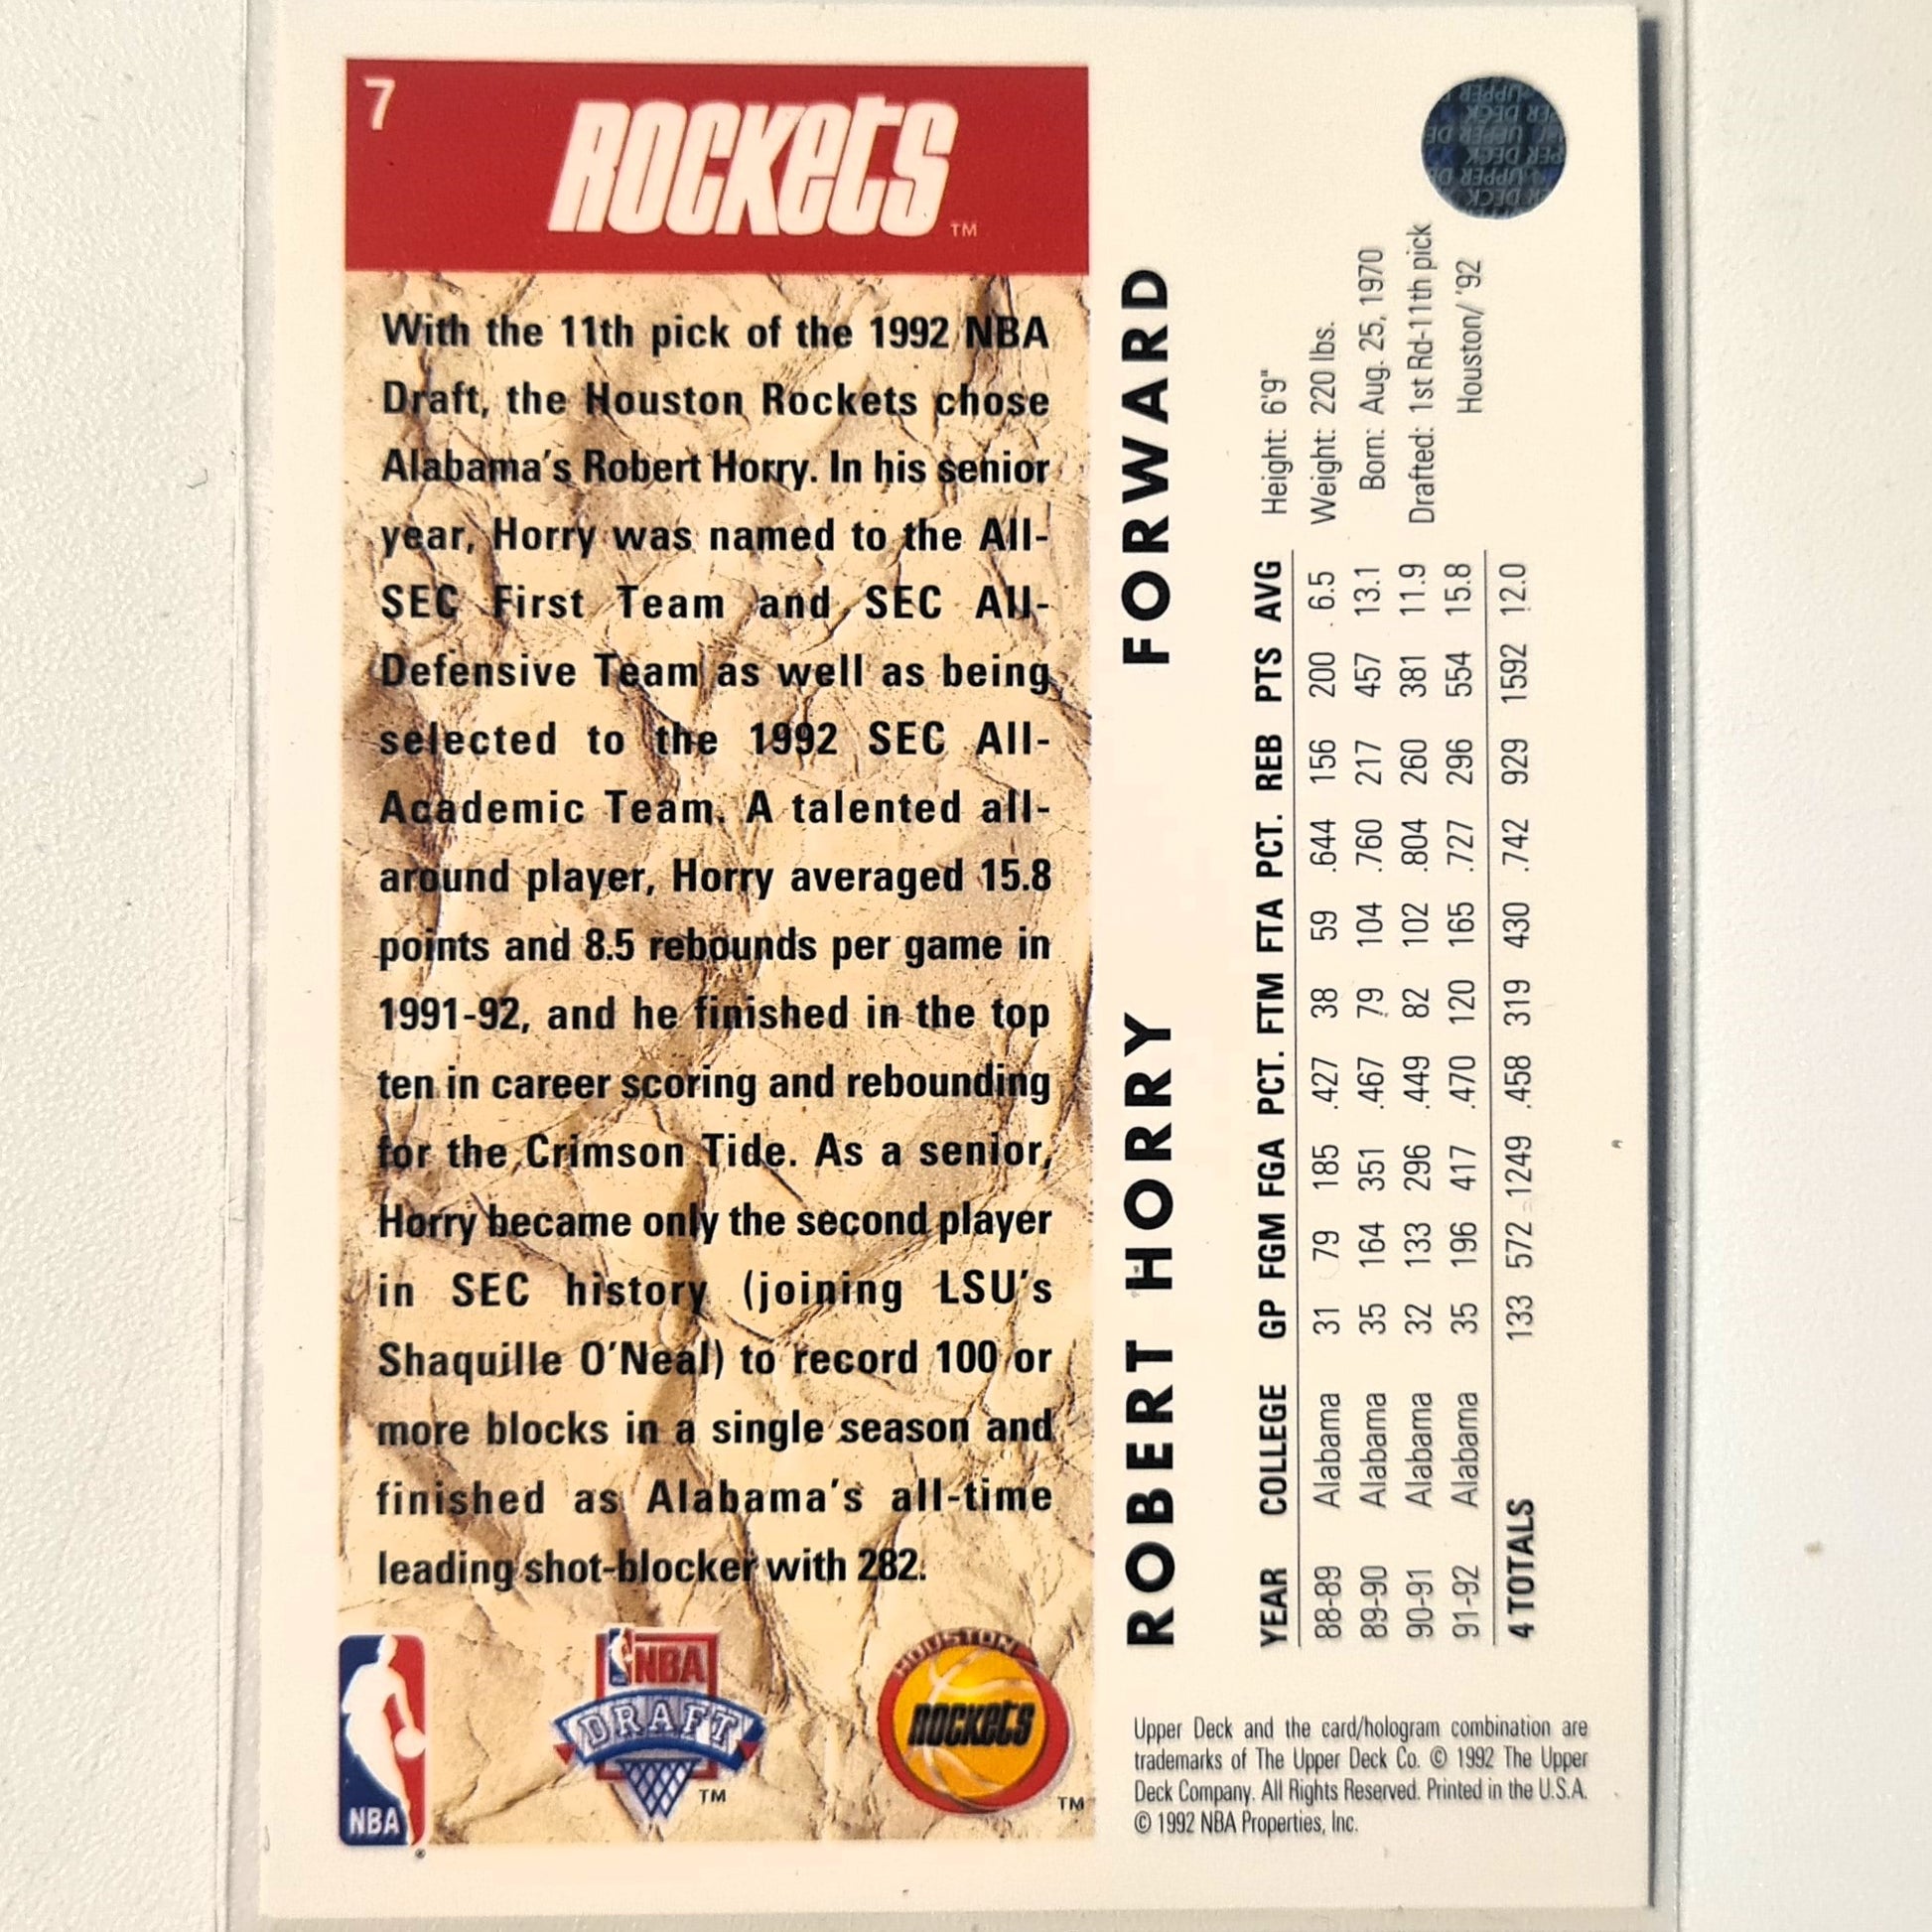 7
ROCKETS™
With the 11th pick of the 1992 NBA
Draft, the Houston Rockets chose
Alabama's Robert Horry. In his senior
year, Horry was named to the All-
SEC First Team and SEC All-
Defensive Team as well as being
selected to the 1992 SEC All-
Academic Team. A talented all-
around player, Horry averaged 15.8
points and 8.5 rebounds per game in
1991-92, and he finished in the top
ten in career scoring and rebounding
for the Crimson Tide. As a senior,
Horry became only the second player
in SEC history (joining LSU's
Shaquille O'Neal) to record 100 or
more blocks in a single season and
finished as Alabama's all-time
leading shot-blocker with 282.
NBA ®
NBA
DRAFT ™
HOUSTON
ROCKETS ™
ROBERT HORRY FORWARD
Height: 6'9"
Weight: 220 lbs.
Born: Aug. 25, 1970
Drafted: 1st Rd-11th pick
Houston/ '92
YEAR COLLEGE GP FGM FGA PCT. FTM FTA PCT. REB PTS AVG
88-89 Alabama 31 79 185 .427 38 59 .644 156 200 6.5
89-90 Alabama 35 164 351 .467 79 104 .760 217 457 13.1
90-91 Alabama 32 133 296 .449 82 102 .804 260 381 11.9
91-92 Alabama 35 196 417 .470 120 165 .727 296 554 15.8
4 TOTALS 133 572 1249 .458 319 430 .742 929 1592 12.0
UPPER DECK
Upper Deck and the card/hologram combination are
trademarks of The Upper Deck Co. © 1992 The Upper
Deck Company. All Rights Reserved. Printed in the U.S.A.
© 1992 NBA Properties, Inc.